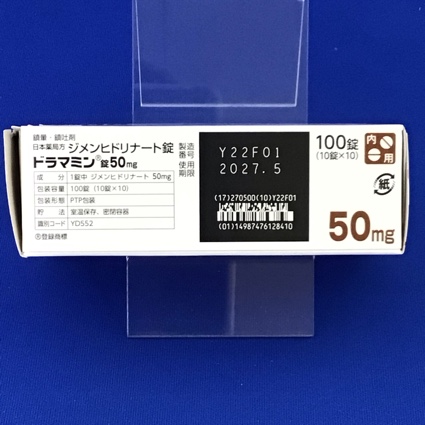 鎮暈・鎮吐剤
日本薬局方 ジメンヒドリナート錠
ドラマミン®錠50mg
成分 1錠中 ジメンヒドリナート 50mg
包装容量 100錠(10錠×10)
包装形態 PTP包装
貯法 室温保存、密閉容器
識別コード YD552
®登録商標
製造番号 Y22F01
使用期限 2027.5
(17)270500(10)Y22F01
(01)14987476128410
100錠
(10錠×10)
内用
紙
50mg